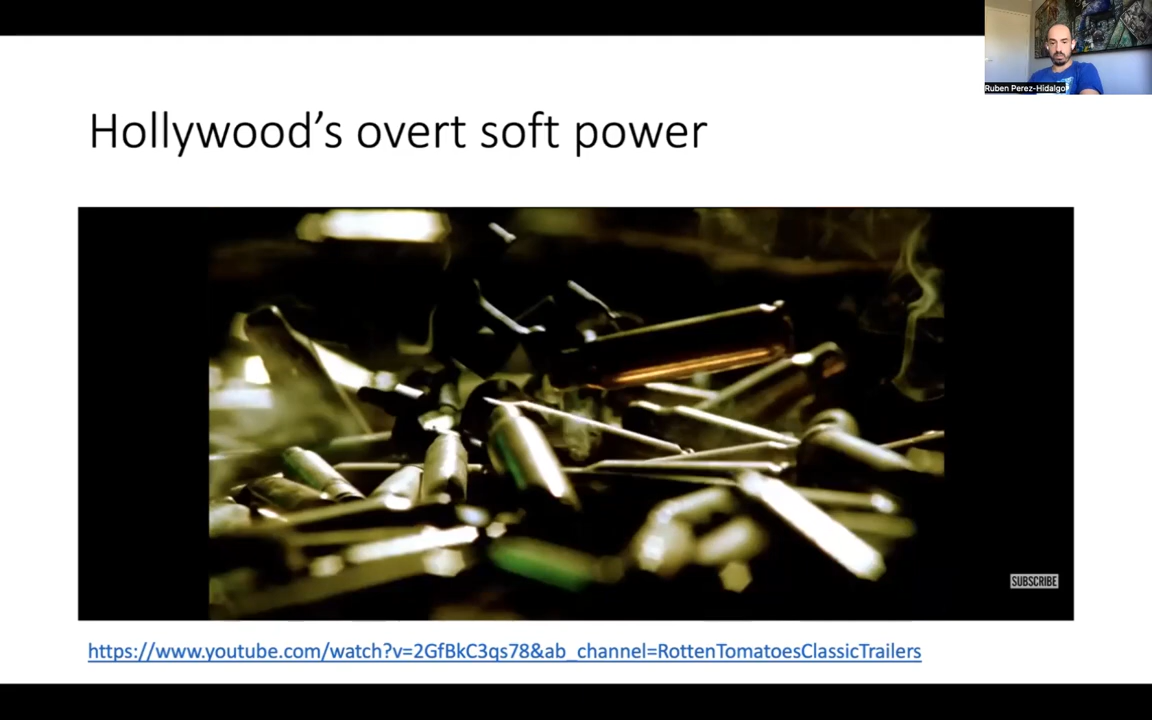 Ruben Perez-Hidalgo
Hollywood's overt soft power
SUBSCRIBE
https://www.youtube.com/watch?v=2GfBkC3qs78&ab_channel=RottenTomatoesClassicTrailers